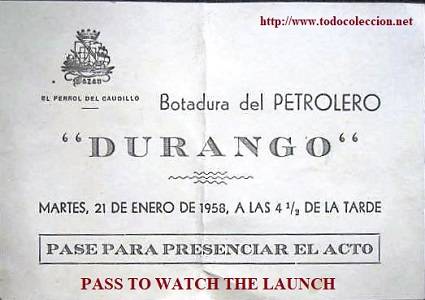 http://www.todocoleccion.net
Bazán
EL FERROL DEL CAUDILLO
Botadura del PETROLERO
“DURANGO“
MARTES, 21 DE ENERO DE 1958, A LAS 4 1/2 DE LA TARDE
PASE PARA PRESENCIAR EL ACTO
PASS TO WATCH THE LAUNCH